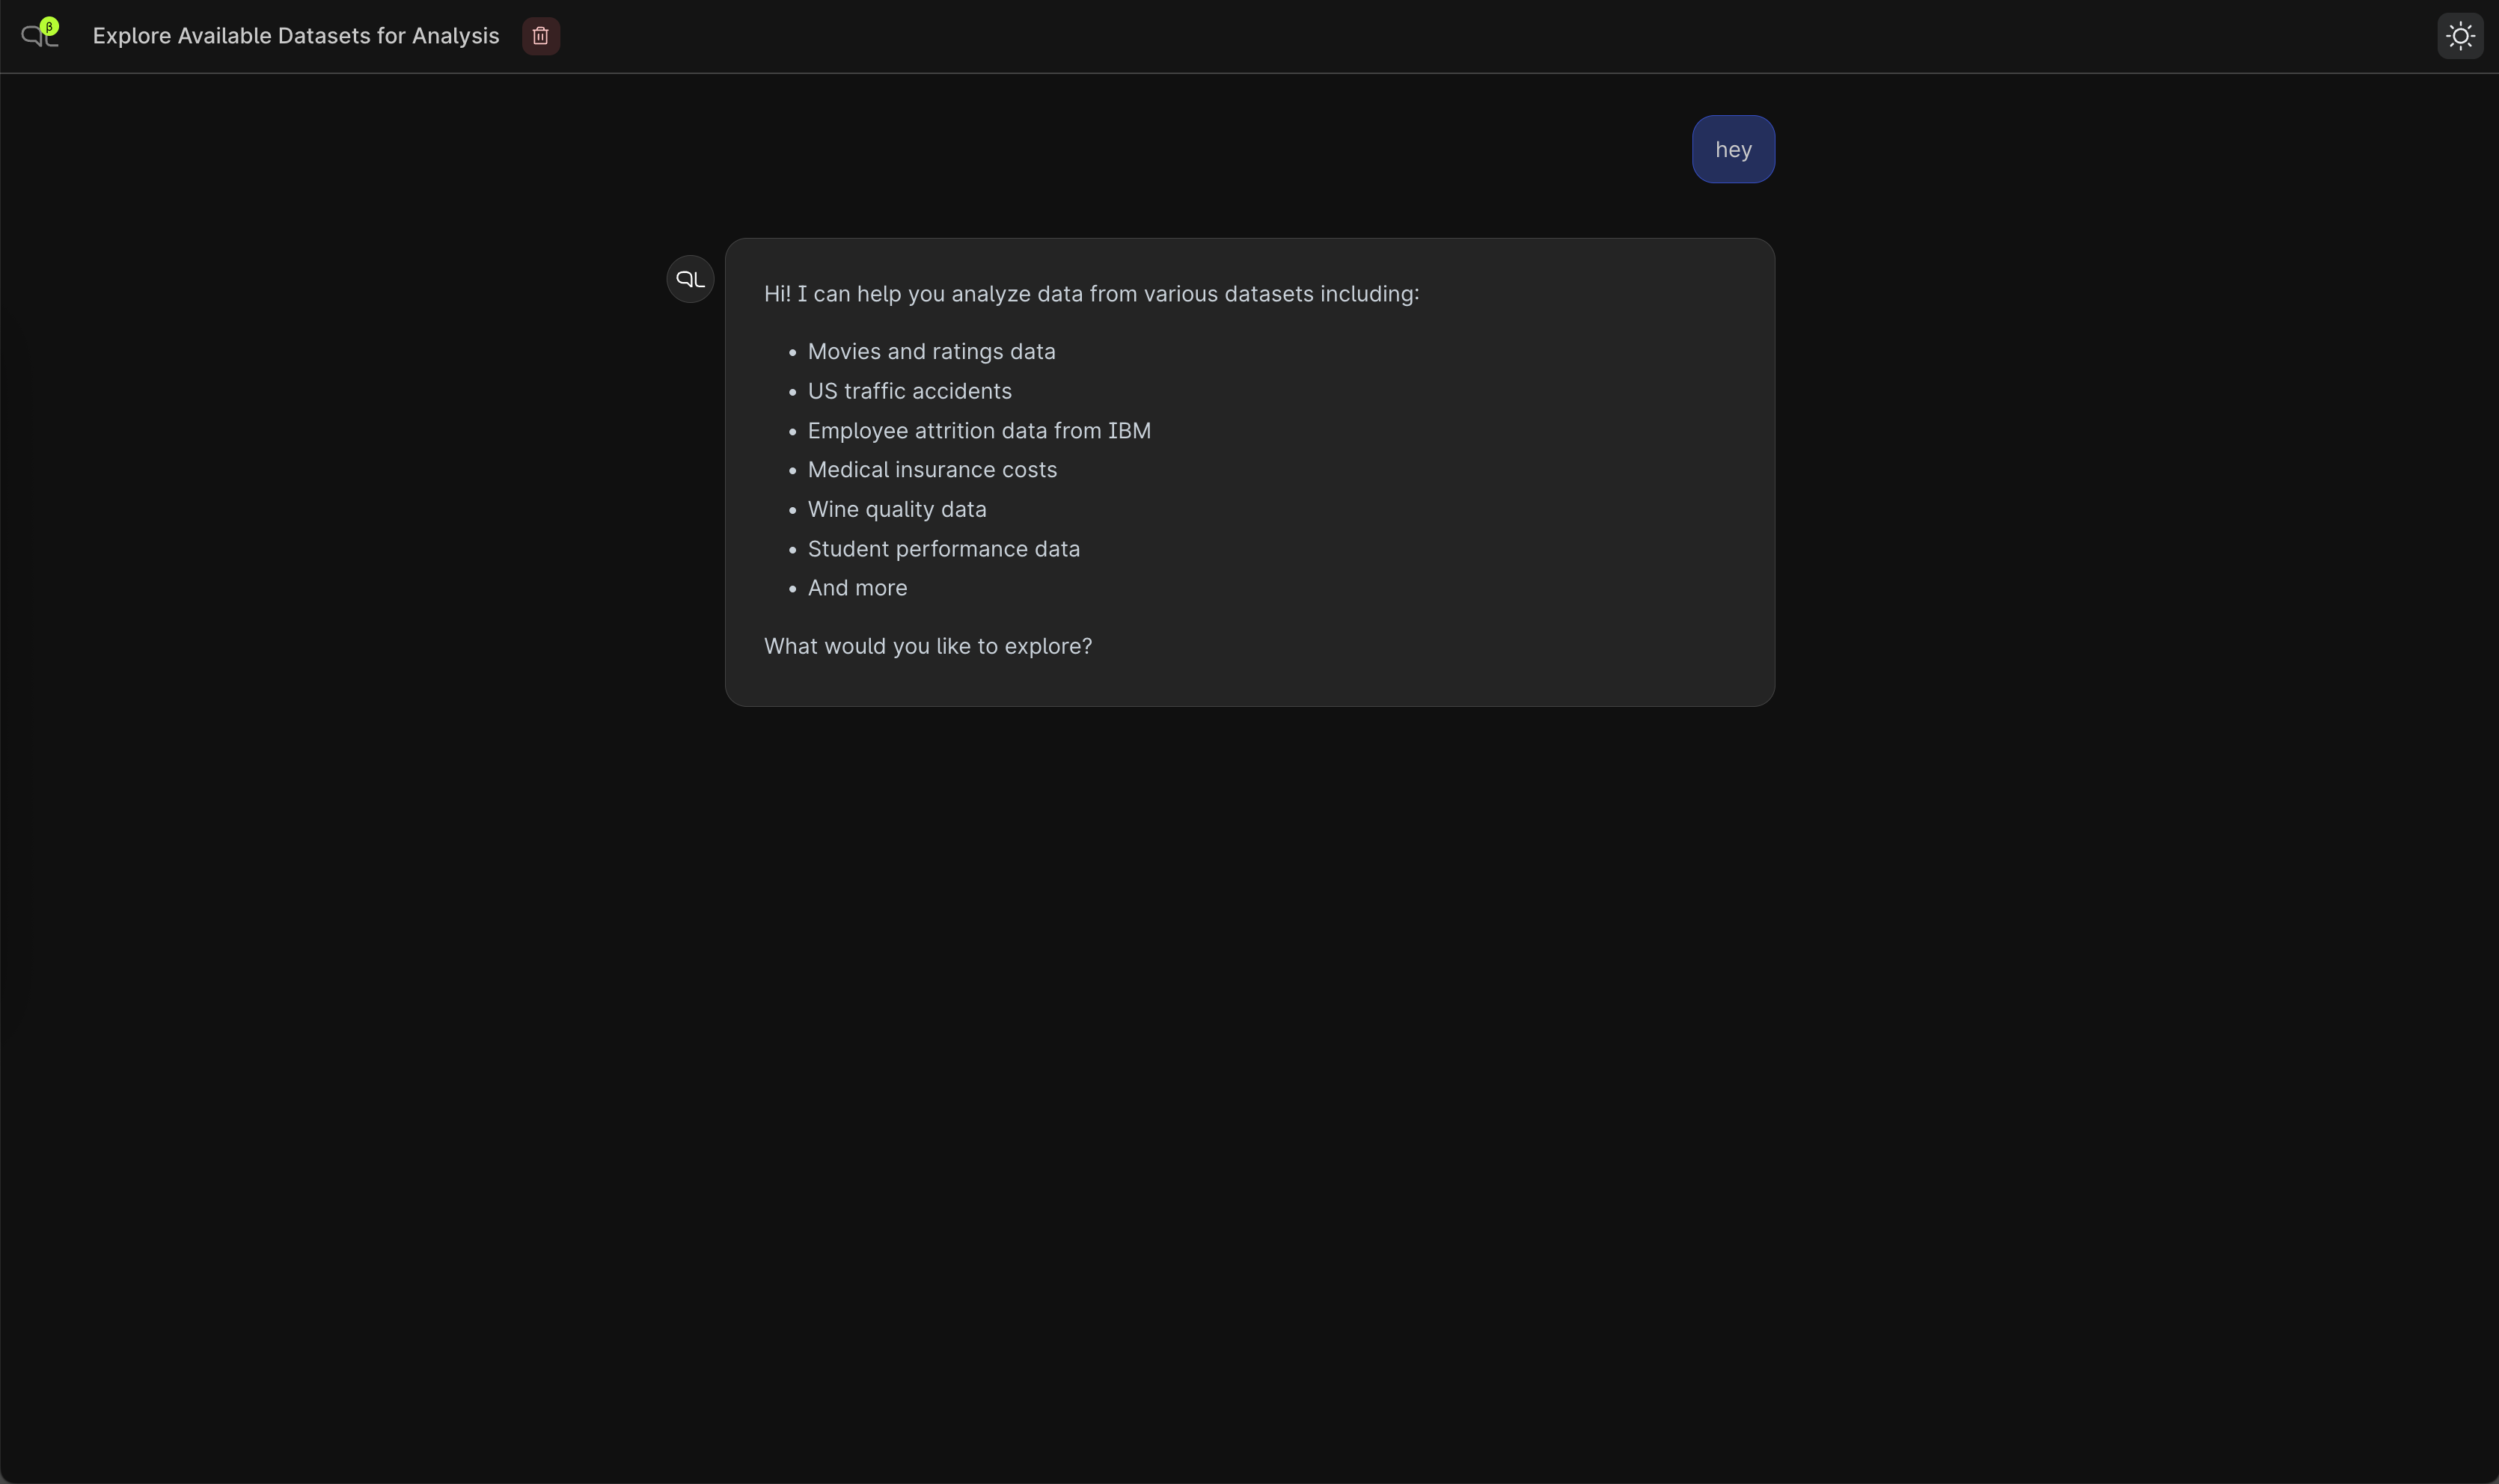 β
QL
Explore Available Datasets for Analysis
hey
QL
Hi! I can help you analyze data from various datasets including:
• Movies and ratings data
• US traffic accidents
• Employee attrition data from IBM
• Medical insurance costs
• Wine quality data
• Student performance data
• And more
What would you like to explore?